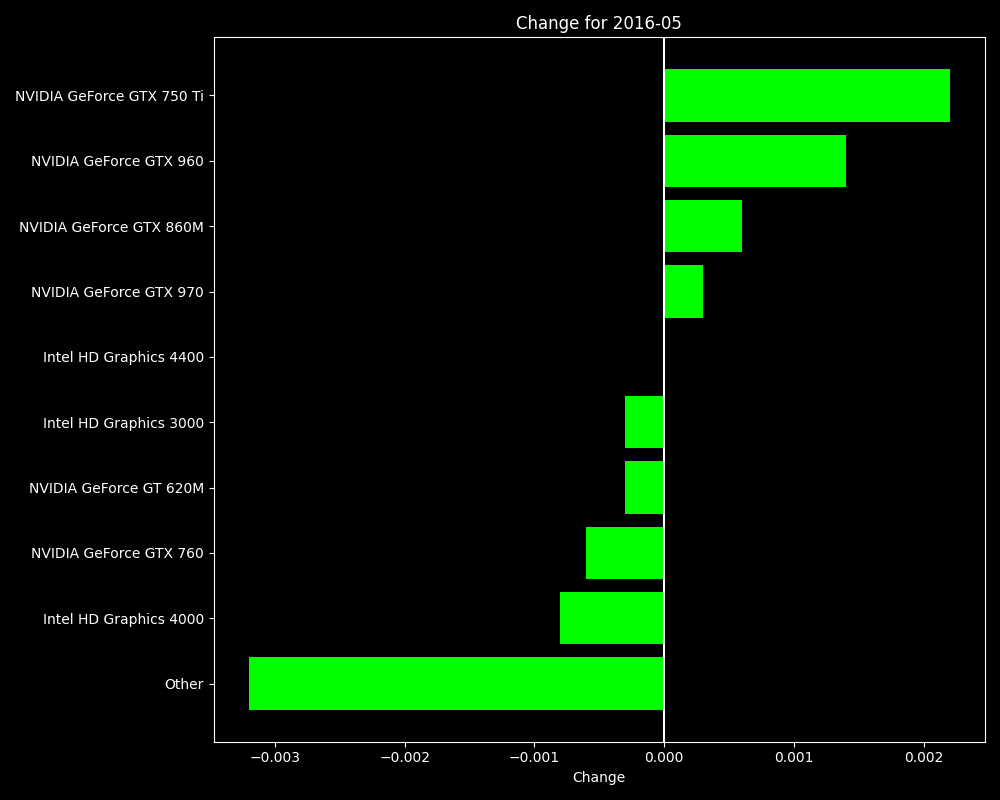 Change for 2016-05
NVIDIA GeForce GTX 750 Ti
NVIDIA GeForce GTX 960
NVIDIA GeForce GTX 860M
NVIDIA GeForce GTX 970
Intel HD Graphics 4400
Intel HD Graphics 3000
NVIDIA GeForce GT 620M
NVIDIA GeForce GTX 760
Intel HD Graphics 4000
Other
−0.003 −0.002 −0.001 0.000 0.001 0.002
Change